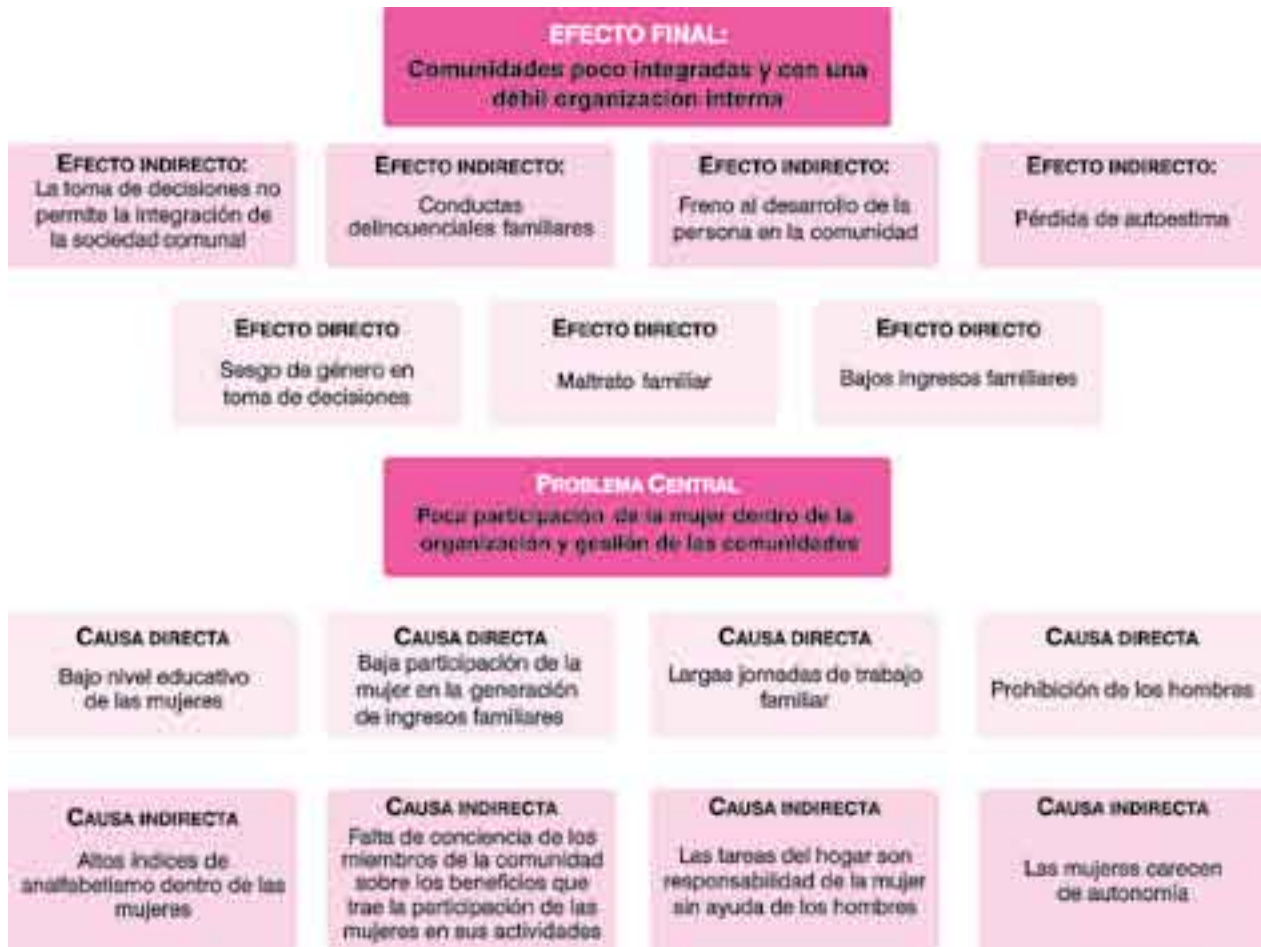 EFECTO FINAL:
Comunidades poco integradas y con una
débil organización interna
EFECTO INDIRECTO:
La toma de decisiones no
permite la integración de
la sociedad comunal
EFECTO INDIRECTO:
Conductas
delincuenciales familiares
EFECTO INDIRECTO:
Freno al desarrollo de la
persona en la comunidad
EFECTO INDIRECTO:
Pérdida de autoestima
EFECTO DIRECTO
Sesgo de género en
toma de decisiones
EFECTO DIRECTO
Maltrato familiar
EFECTO DIRECTO
Bajos ingresos familiares
PROBLEMA CENTRAL
Poca participación de la mujer dentro de la
organización y gestión de las comunidades
CAUSA DIRECTA
Bajo nivel educativo
de las mujeres
CAUSA DIRECTA
Baja participación de la
mujer en la generación
de ingresos familiares
CAUSA DIRECTA
Largas jornadas de trabajo
familiar
CAUSA DIRECTA
Prohibición de los hombres
CAUSA INDIRECTA
Altos índices de
analfabetismo dentro de las
mujeres
CAUSA INDIRECTA
Falta de conciencia de los
miembros de la comunidad
sobre los beneficios que
trae la participación de las
mujeres en sus actividades
CAUSA INDIRECTA
Las tareas del hogar son
responsabilidad de la mujer
sin ayuda de los hombres
CAUSA INDIRECTA
Las mujeres carecen
de autonomía